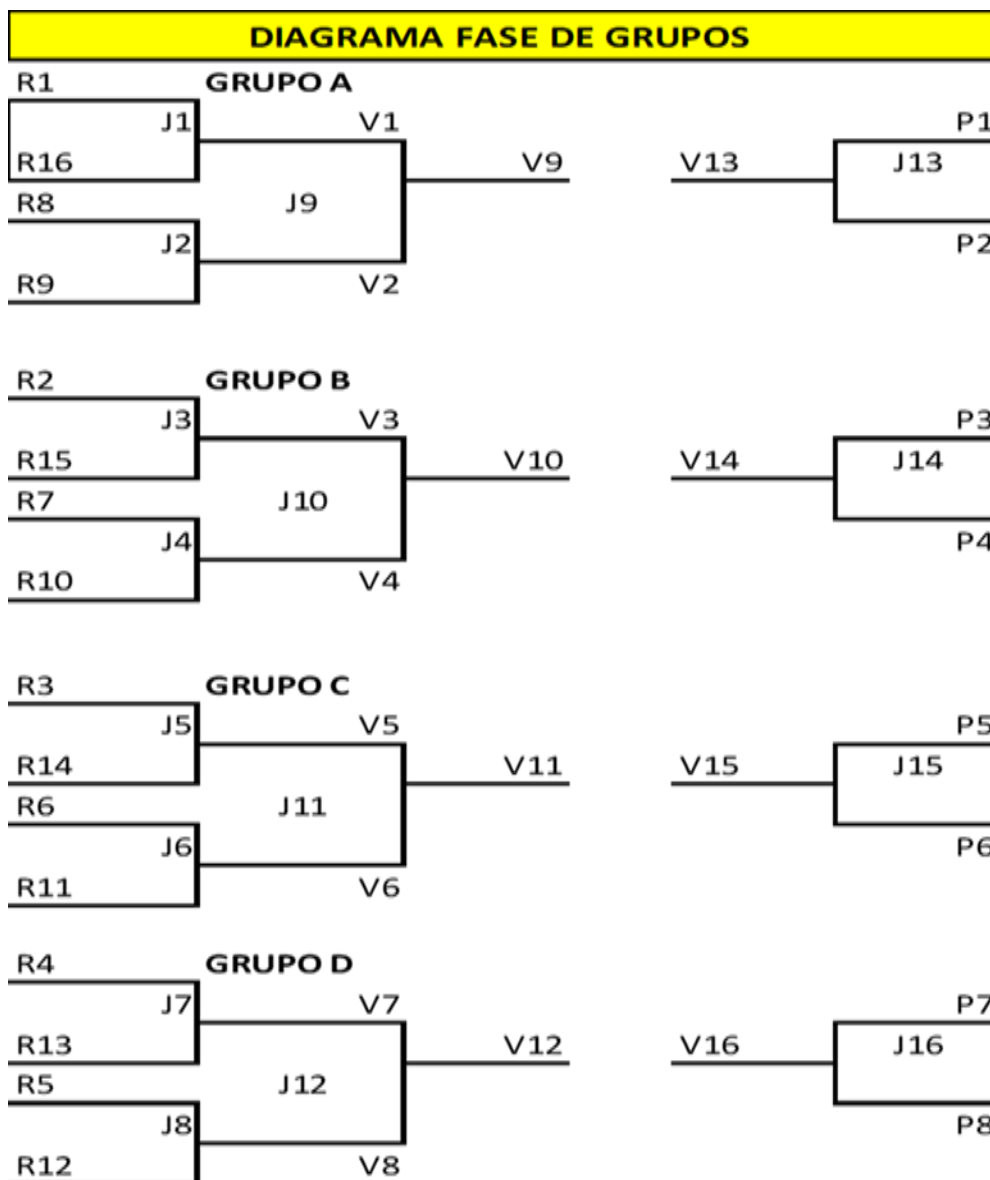 DIAGRAMA FASE DE GRUPOS
R1 GRUPO A
J1 V1 P1
R16 V9 V13 J13
R8 J9
J2 P2
R9 V2
R2 GRUPO B
J3 V3 P3
R15 V10 V14 J14
R7 J10
J4 P4
R10 V4
R3 GRUPO C
J5 V5 P5
R14 V11 V15 J15
R6 J11
J6 P6
R11 V6
R4 GRUPO D
J7 V7 P7
R13 V12 V16 J16
R5 J12
J8 P8
R12 V8